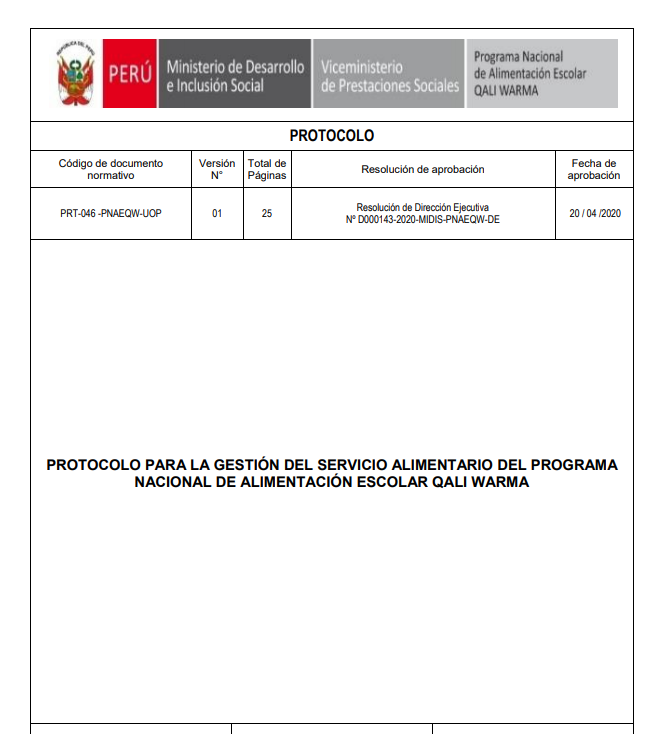 REPÚBLICA DEL PERÚ
PERÚ
Ministerio de Desarrollo
e Inclusión Social
Viceministerio
de Prestaciones Sociales
Programa Nacional
de Alimentación Escolar
QALI WARMA
PROTOCOLO
Código de documento
normativo
Versión
N°
Total de
Páginas
Resolución de aprobación
Fecha de
aprobación
PRT-046 -PNAEQW-UOP
01
25
Resolución de Dirección Ejecutiva
Nº D000143-2020-MIDIS-PNAEQW-DE
20 / 04 /2020
PROTOCOLO PARA LA GESTIÓN DEL SERVICIO ALIMENTARIO DEL PROGRAMA
NACIONAL DE ALIMENTACIÓN ESCOLAR QALI WARMA